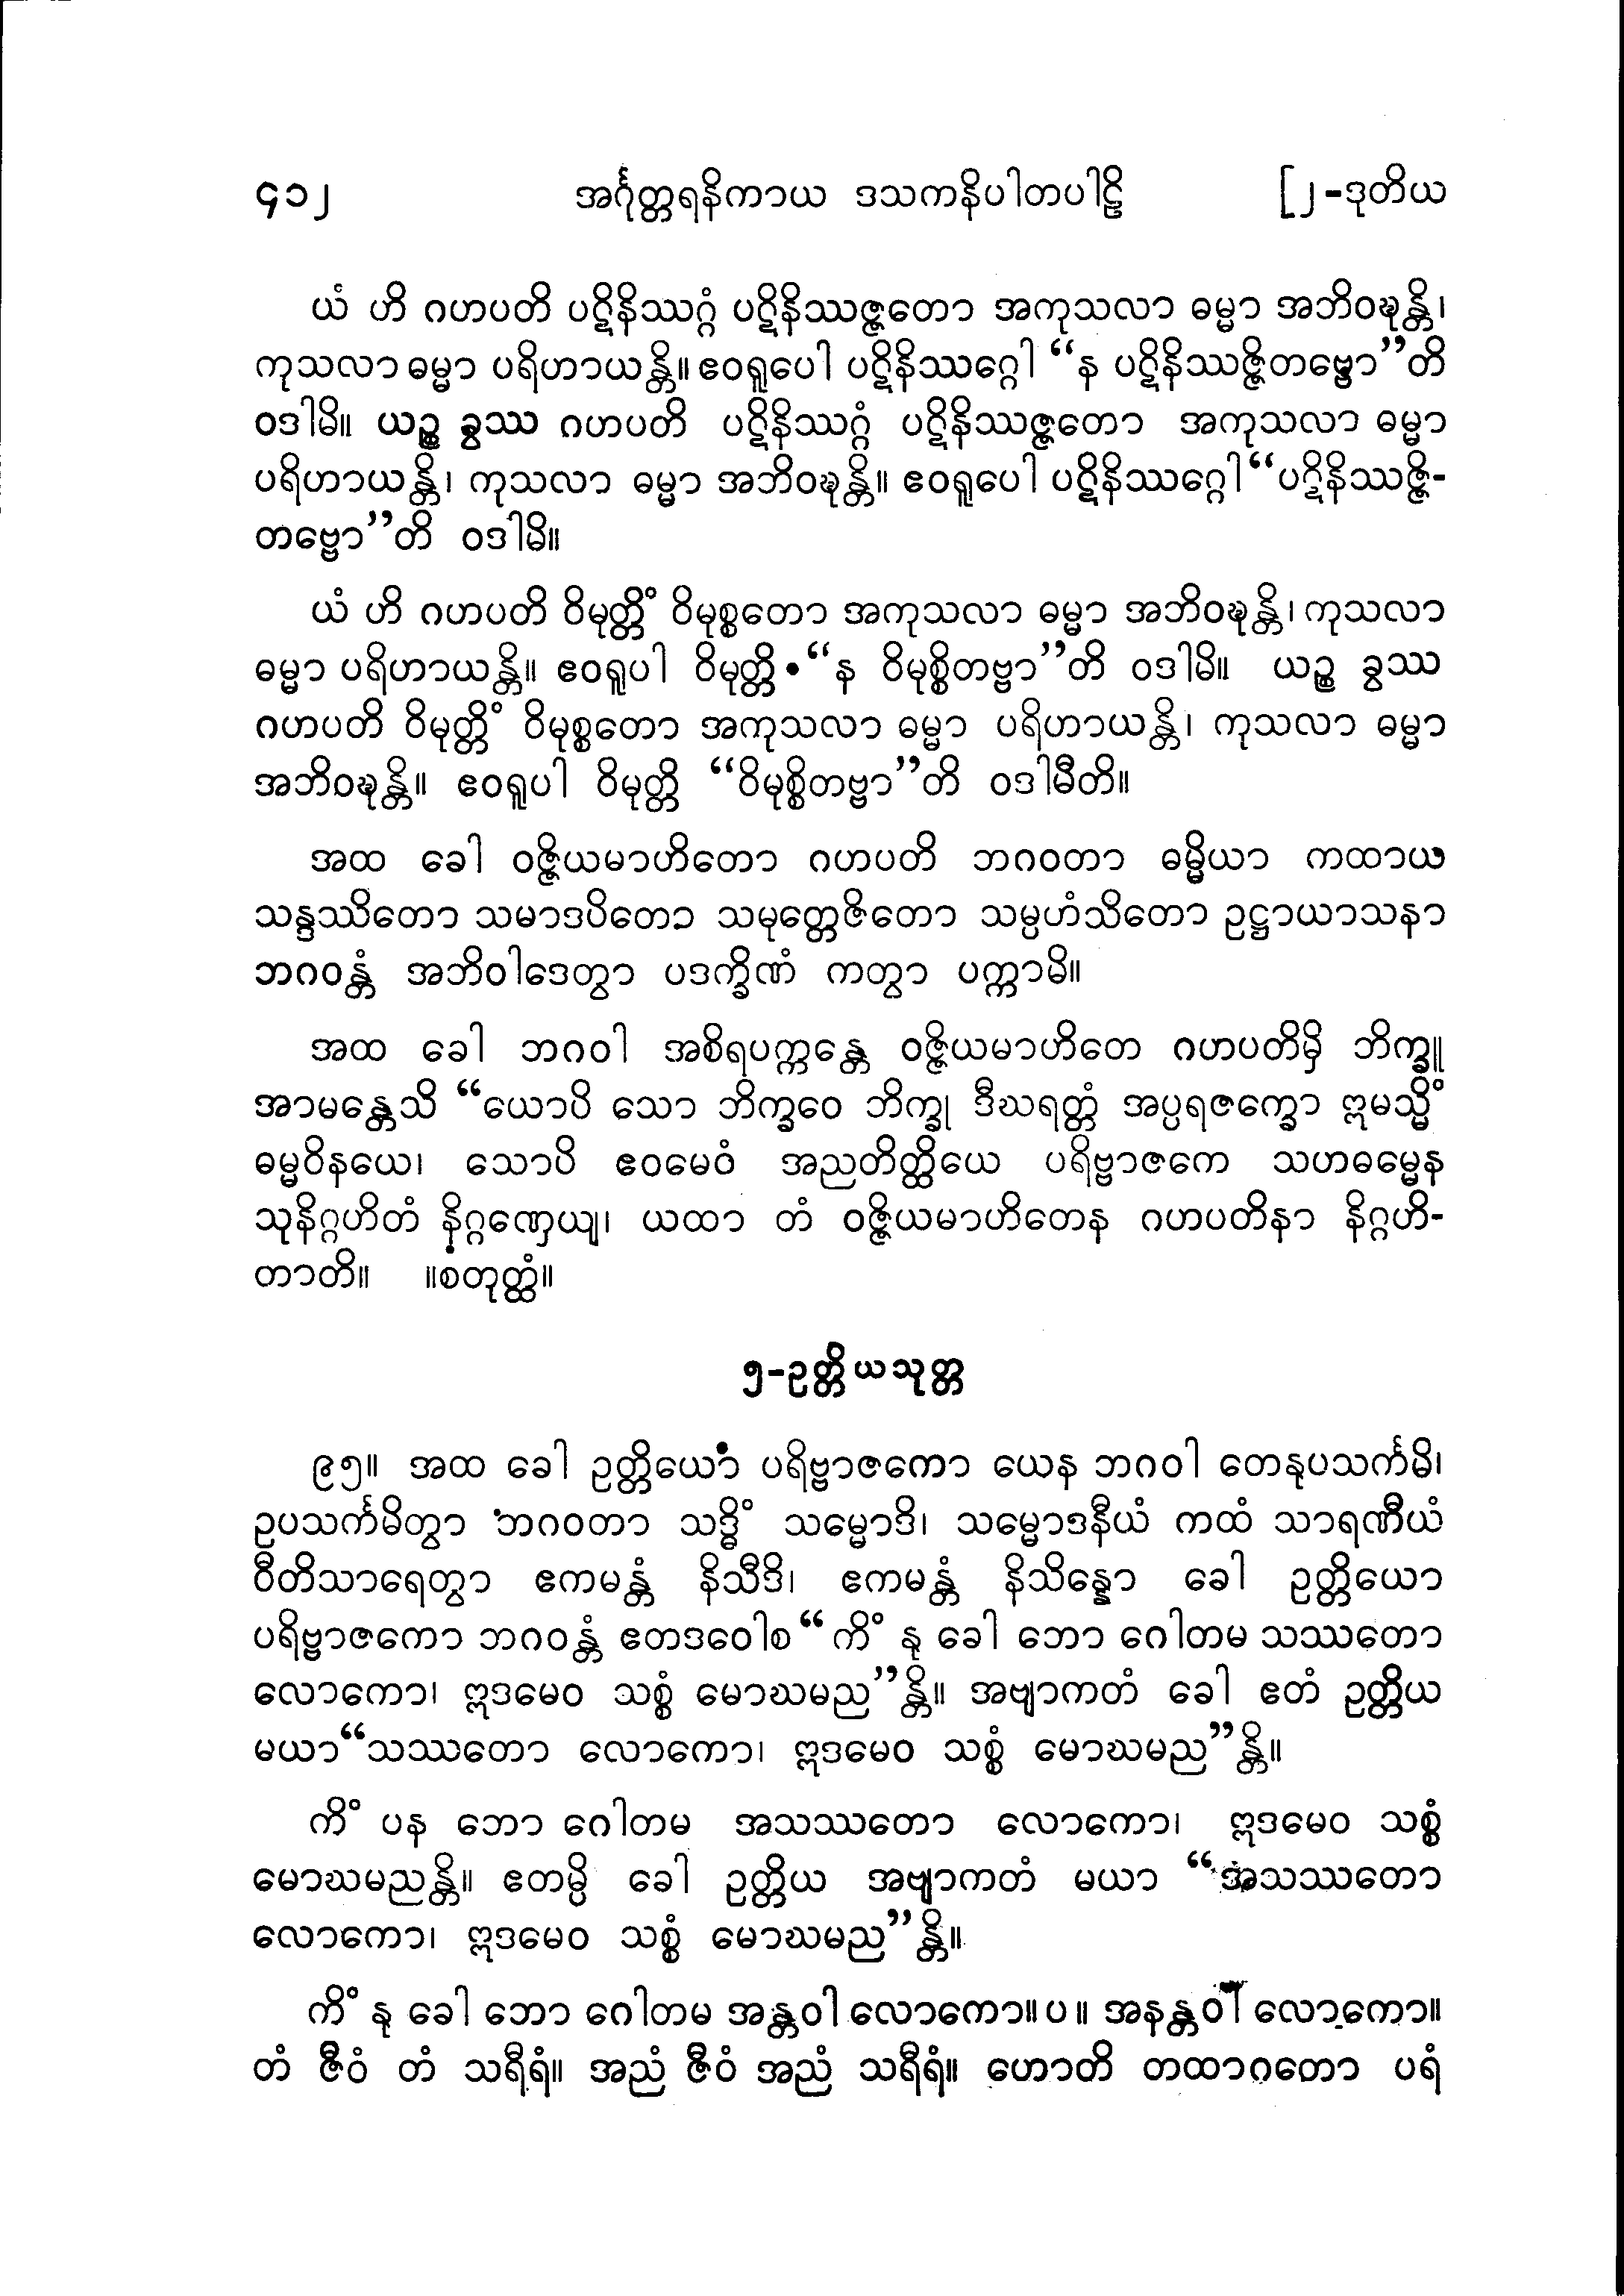 ၄၁၂ အင်္ဂုတ္တရနိကာယ ဒသကနိပါတပါဠိ [၂-ဒုတိယ
ယံ ဟိ ဂဟပတိ ပဋိနိဿဂ္ဂံ ပဋိနိဿဇ္ဇတော အကုသလာ ဓမ္မာ အဘိဝဍ္ဎန္တိ၊
ကုသလာ ဓမ္မာ ပရိဟာယန္တိ။ ဧဝရူပေါ ပဋိနိဿဂ္ဂေါ “န ပဋိနိဿဇ္ဇိတဗ္ဗော”တိ
ဝဒါမိ။ ယဉ္စ ခွဿ ဂဟပတိ ပဋိနိဿဂ္ဂံ ပဋိနိဿဇ္ဇတော အကုသလာ ဓမ္မာ
ပရိဟာယန္တိ၊ ကုသလာ ဓမ္မာ အဘိဝဍ္ဎန္တိ။ ဧဝရူပေါ ပဋိနိဿဂ္ဂေါ “ပဋိနိဿဇ္ဇိ-
တဗ္ဗော”တိ ဝဒါမိ။
ယံ ဟိ ဂဟပတိ ဝိမုတ္တိံ ဝိမုစ္စတော အကုသလာ ဓမ္မာ အဘိဝဍ္ဎန္တိ၊ ကုသလာ
ဓမ္မာ ပရိဟာယန္တိ။ ဧဝရူပါ ဝိမုတ္တိ “န ဝိမုစ္စိတဗ္ဗာ”တိ ဝဒါမိ။ ယဉ္စ ခွဿ
ဂဟပတိ ဝိမုတ္တိံ ဝိမုစ္စတော အကုသလာ ဓမ္မာ ပရိဟာယန္တိ၊ ကုသလာ ဓမ္မာ
အဘိဝဍ္ဎန္တိ။ ဧဝရူပါ ဝိမုတ္တိ “ဝိမုစ္စိတဗ္ဗာ”တိ ဝဒါမီတိ။
အထ ခေါ ဝဇ္ဇိယမာဟိတော ဂဟပတိ ဘဂဝတာ ဓမ္မိယာ ကထာယ
သန္ဒဿိတော သမာဒပိတော သမုတ္တေဇိတော သမ္ပဟံသိတော ဥဋ္ဌာယာသနာ
ဘဂဝန္တံ အဘိဝါဒေတွာ ပဒက္ခိဏံ ကတွာ ပက္ကာမိ။
အထ ခေါ ဘဂဝါ အစိရပက္ကန္တေ ဝဇ္ဇိယမာဟိတေ ဂဟပတိမှိ ဘိက္ခူ
အာမန္တေသိ “ယောပိ သော ဘိက္ခဝေ ဘိက္ခု ဒီဃရတ္တံ အပ္ပရဇက္ခော ဣမသ္မိံ
ဓမ္မဝိနယေ၊ သောပိ ဧဝမေဝံ အညတိတ္ထိယေ ပရိဗ္ဗာဇကေ သဟဓမ္မေန
သုနိဂ္ဂဟိတံ နိဂ္ဂဏှေယျ၊ ယထာ တံ ဝဇ္ဇိယမာဟိတေန ဂဟပတိနာ နိဂ္ဂဟိ-
တာတိ။ ။စတုတ္ထံ။
၅-ဥတ္တိယသုတ္တ
၉၅။ အထ ခေါ ဥတ္တိယော ပရိဗ္ဗာဇကော ယေန ဘဂဝါ တေနုပသင်္ကမိ၊
ဥပသင်္ကမိတွာ ဘဂဝတာ သဒ္ဓိံ သမ္မောဒိ၊ သမ္မောဒနီယံ ကထံ သာရဏီယံ
ဝီတိသာရေတွာ ဧကမန္တံ နိသီဒိ၊ ဧကမန္တံ နိသိန္နော ခေါ ဥတ္တိယော
ပရိဗ္ဗာဇကော ဘဂဝန္တံ ဧတဒဝေါစ “ကိံ နု ခေါ ဘော ဂေါတမ သဿတော
လောကော၊ ဣဒမေဝ သစ္စံ မောဃမည”န္တိ။ အဗျာကတံ ခေါ ဧတံ ဥတ္တိယ
မယာ “သဿတော လောကော၊ ဣဒမေဝ သစ္စံ မောဃမည”န္တိ။
ကိံ ပန ဘော ဂေါတမ အသဿတော လောကော၊ ဣဒမေဝ သစ္စံ
မောဃမညန္တိ။ ဧတမ္ပိ ခေါ ဥတ္တိယ အဗျာကတံ မယာ “အသဿတော
လောကော၊ ဣဒမေဝ သစ္စံ မောဃမည”န္တိ။
ကိံ နု ခေါ ဘော ဂေါတမ အန္တဝါ လောကော။ပ။ အနန္တဝါ လောကော။
တံ ဇီဝံ တံ သရီရံ။ အညံ ဇီဝံ အညံ သရီရံ။ ဟောတိ တထာဂတော ပရံ